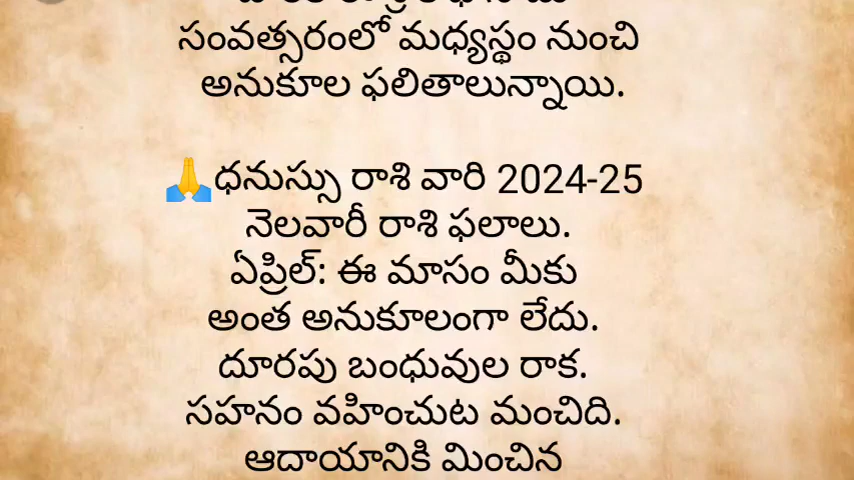 సంవత్సరంలో మధ్యస్థం నుంచి
అనుకూల ఫలితాలున్నాయి.
🙏ధనుస్సు రాశి వారి 2024-25
నెలవారీ రాశి ఫలాలు.
ఏప్రిల్: ఈ మాసం మీకు
అంత అనుకూలంగా లేదు.
దూరపు బంధువుల రాక.
సహనం వహించుట మంచిది.
ఆదాయానికి మించిన